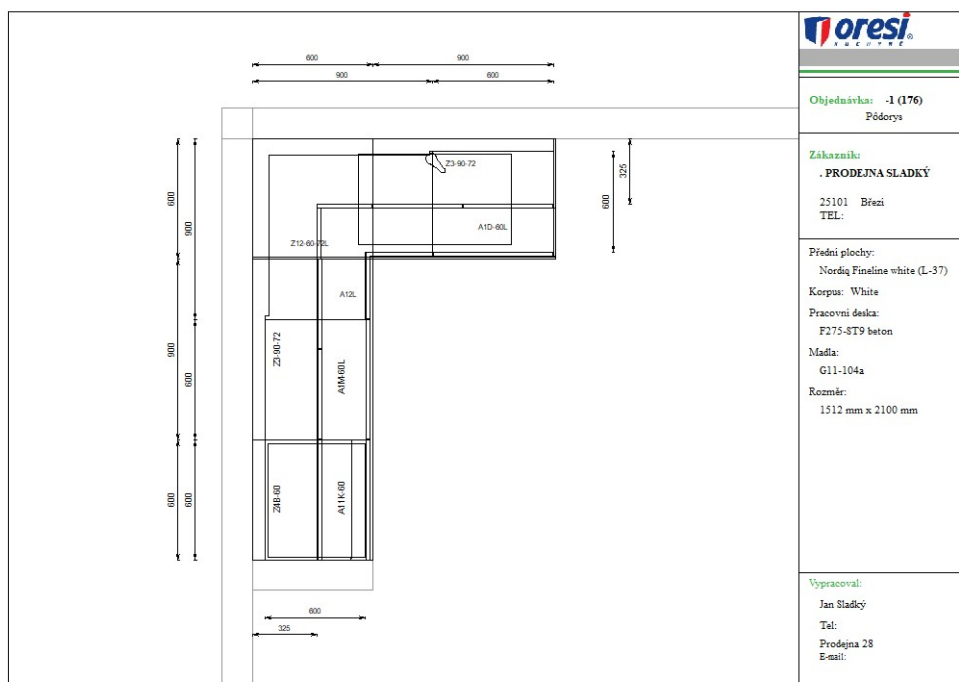 oresi®
KUCHYNĚ
Objednávka: -1 (176)
Pôdorys
Zákazník:
. PRODEJNA SLADKÝ
25101 Březi
TEL:
Přední plochy:
Nordiq Fineline white (L-37)
Korpus: White
Pracovní deska:
F275-ST9 beton
Madla:
G11-104a
Rozměr:
1512 mm x 2100 mm
Vypracoval:
Jan Sladký
Tel:
Prodejna 28
E-mail:
600 900
900 600
Z3-90-72
325
600
A1D-60L
Z12-60-72L
A12L
600
900
Z3-90-72
A1M-60L
900
600
Z4B-60
A11K-60
600
600
600
325